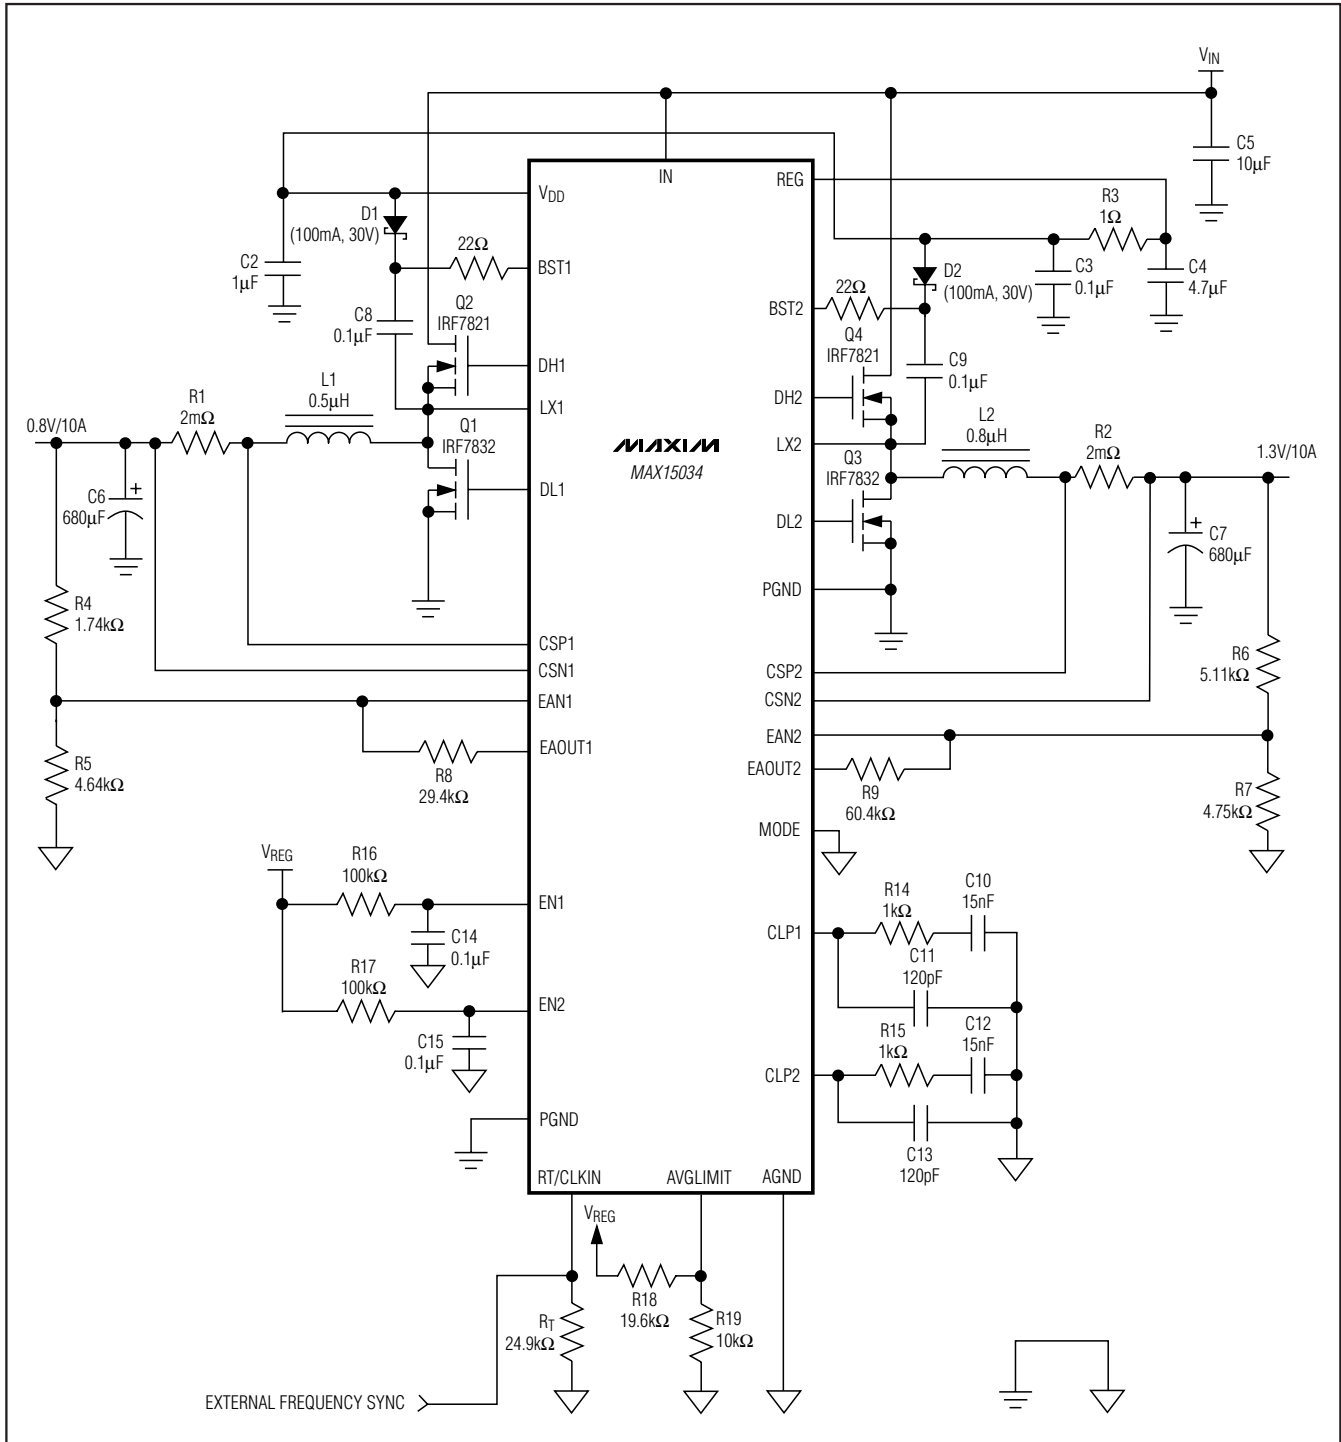 VIN
C5
10µF
IN
REG
VDD
R3
1Ω
D1
(100mA, 30V)
22Ω
C2
1µF
BST1
D2
(100mA, 30V)
C3
0.1µF
C4
4.7µF
22Ω
BST2
Q2
IRF7821
C8
0.1µF
Q4
IRF7821
DH1
C9
0.1µF
L1
0.5µH
R1
2mΩ
DH2
LX1
0.8V/10A
Q1
IRF7832
MAXIM
MAX15034
LX2
L2
0.8µH
R2
2mΩ
1.3V/10A
Q3
IRF7832
DL1
C6
680µF
DL2
C7
680µF
PGND
R4
1.74kΩ
CSP1
CSN1
CSP2
R6
5.11kΩ
EAN1
CSN2
EAN2
EAOUT1
R5
4.64kΩ
R8
29.4kΩ
EAOUT2
R9
60.4kΩ
R7
4.75kΩ
MODE
VREG
R16
100kΩ
R14
1kΩ
C10
15nF
EN1
CLP1
C14
0.1µF
C11
120pF
R17
100kΩ
EN2
R15
1kΩ
C12
15nF
C15
0.1µF
CLP2
PGND
C13
120pF
RT/CLKIN
AVGLIMIT
AGND
VREG
R18
19.6kΩ
RT
24.9kΩ
R19
10kΩ
EXTERNAL FREQUENCY SYNC